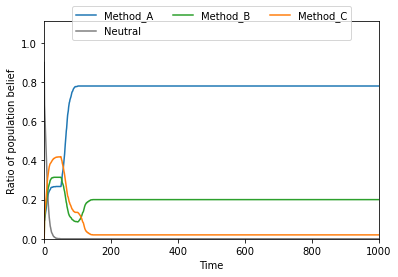 Method_A Method_B Method_C
Neutral
Ratio of population belief
1.0
0.8
0.6
0.4
0.2
0.0
0 200 400 600 800 1000
Time